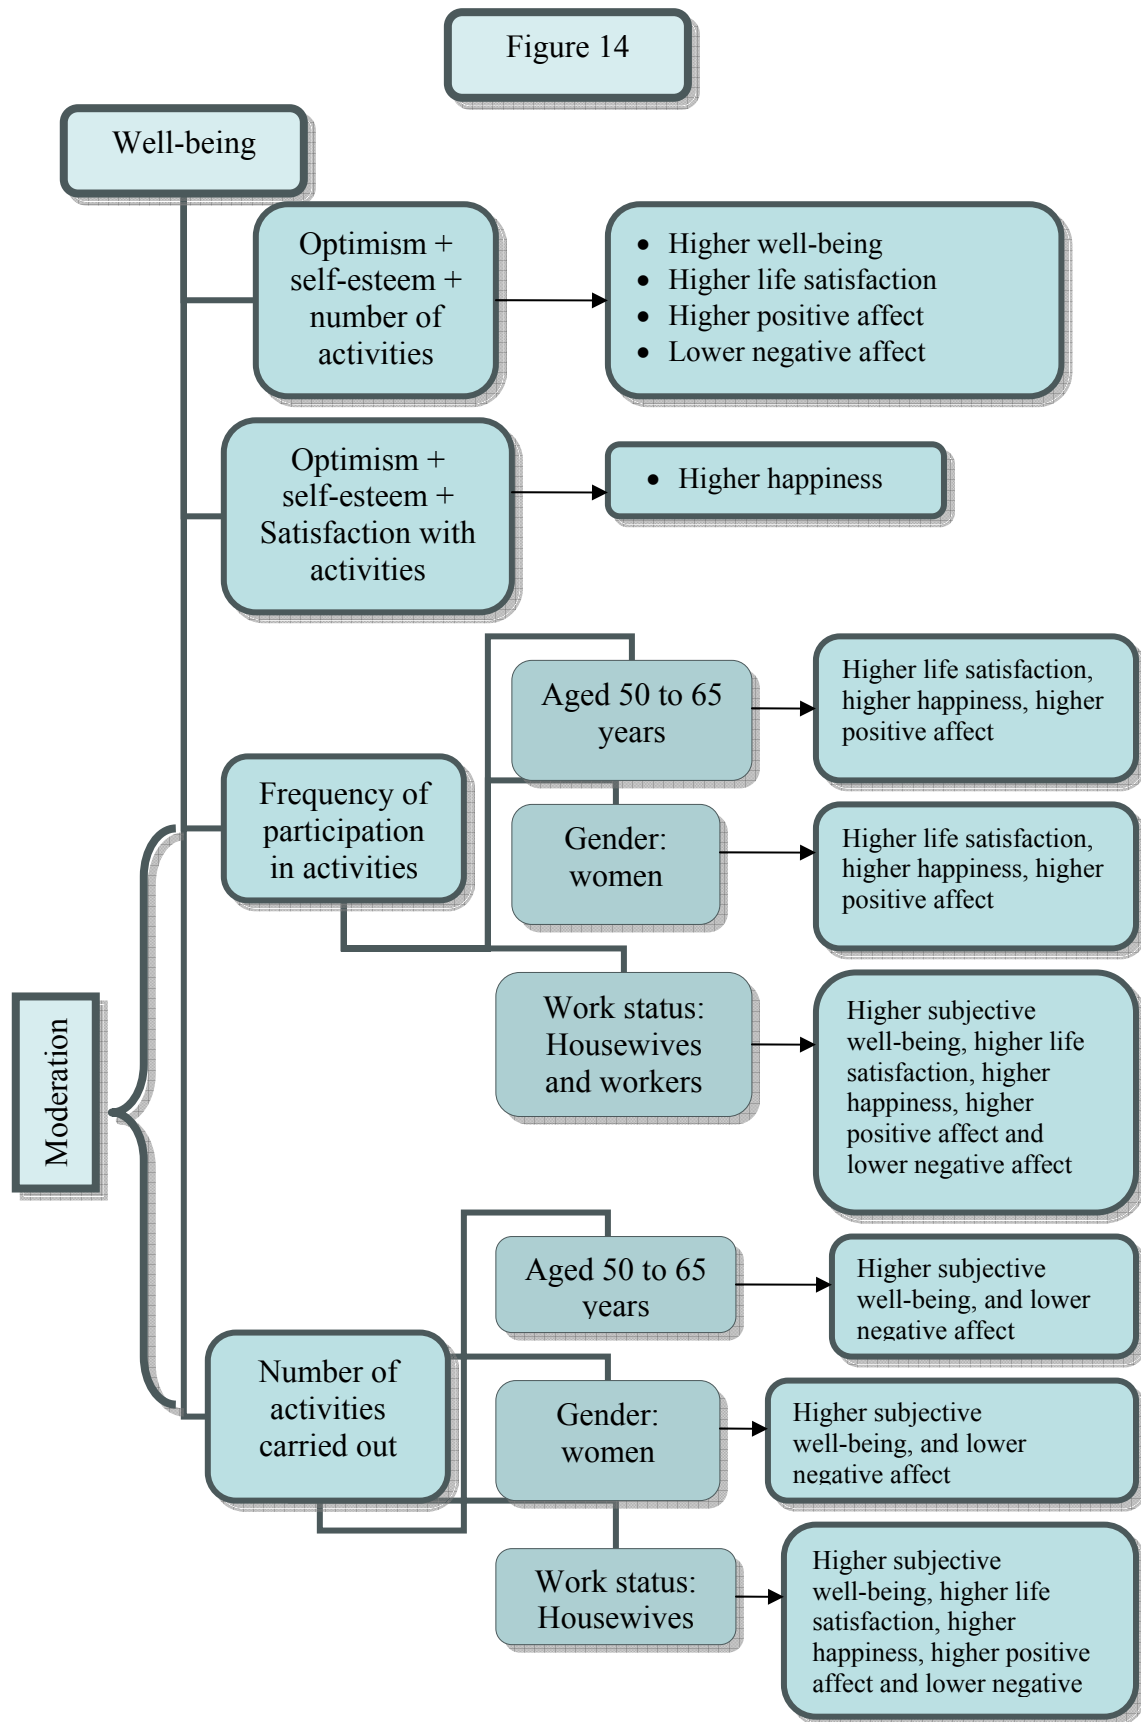 Figure 14
Well-being
Optimism +
self-esteem +
number of
activities
• Higher well-being
• Higher life satisfaction
• Higher positive affect
• Lower negative affect
Optimism +
self-esteem +
Satisfaction with
activities
• Higher happiness
Frequency of
participation
in activities
Aged 50 to 65
years
Higher life satisfaction,
higher happiness, higher
positive affect
Gender:
women
Higher life satisfaction,
higher happiness, higher
positive affect
Work status:
Housewives
and workers
Higher subjective
well-being, higher life
satisfaction, higher
happiness, higher
positive affect and
lower negative affect
Moderation
Number of
activities
carried out
Aged 50 to 65
years
Higher subjective
well-being, and lower
negative affect
Gender:
women
Higher subjective
well-being, and lower
negative affect
Work status:
Housewives
Higher subjective
well-being, higher life
satisfaction, higher
happiness, higher positive
affect and lower negative